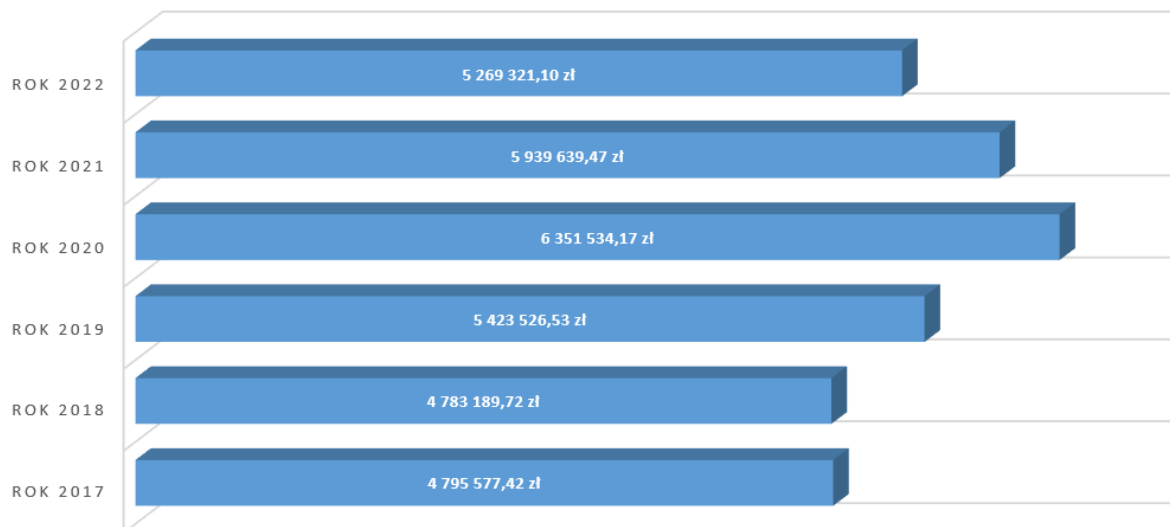 ROK 2022 5 269 321,10 zł
ROK 2021 5 939 639,47 zł
ROK 2020 6 351 534,17 zł
ROK 2019 5 423 526,53 zł
ROK 2018 4 783 189,72 zł
ROK 2017 4 795 577,42 zł